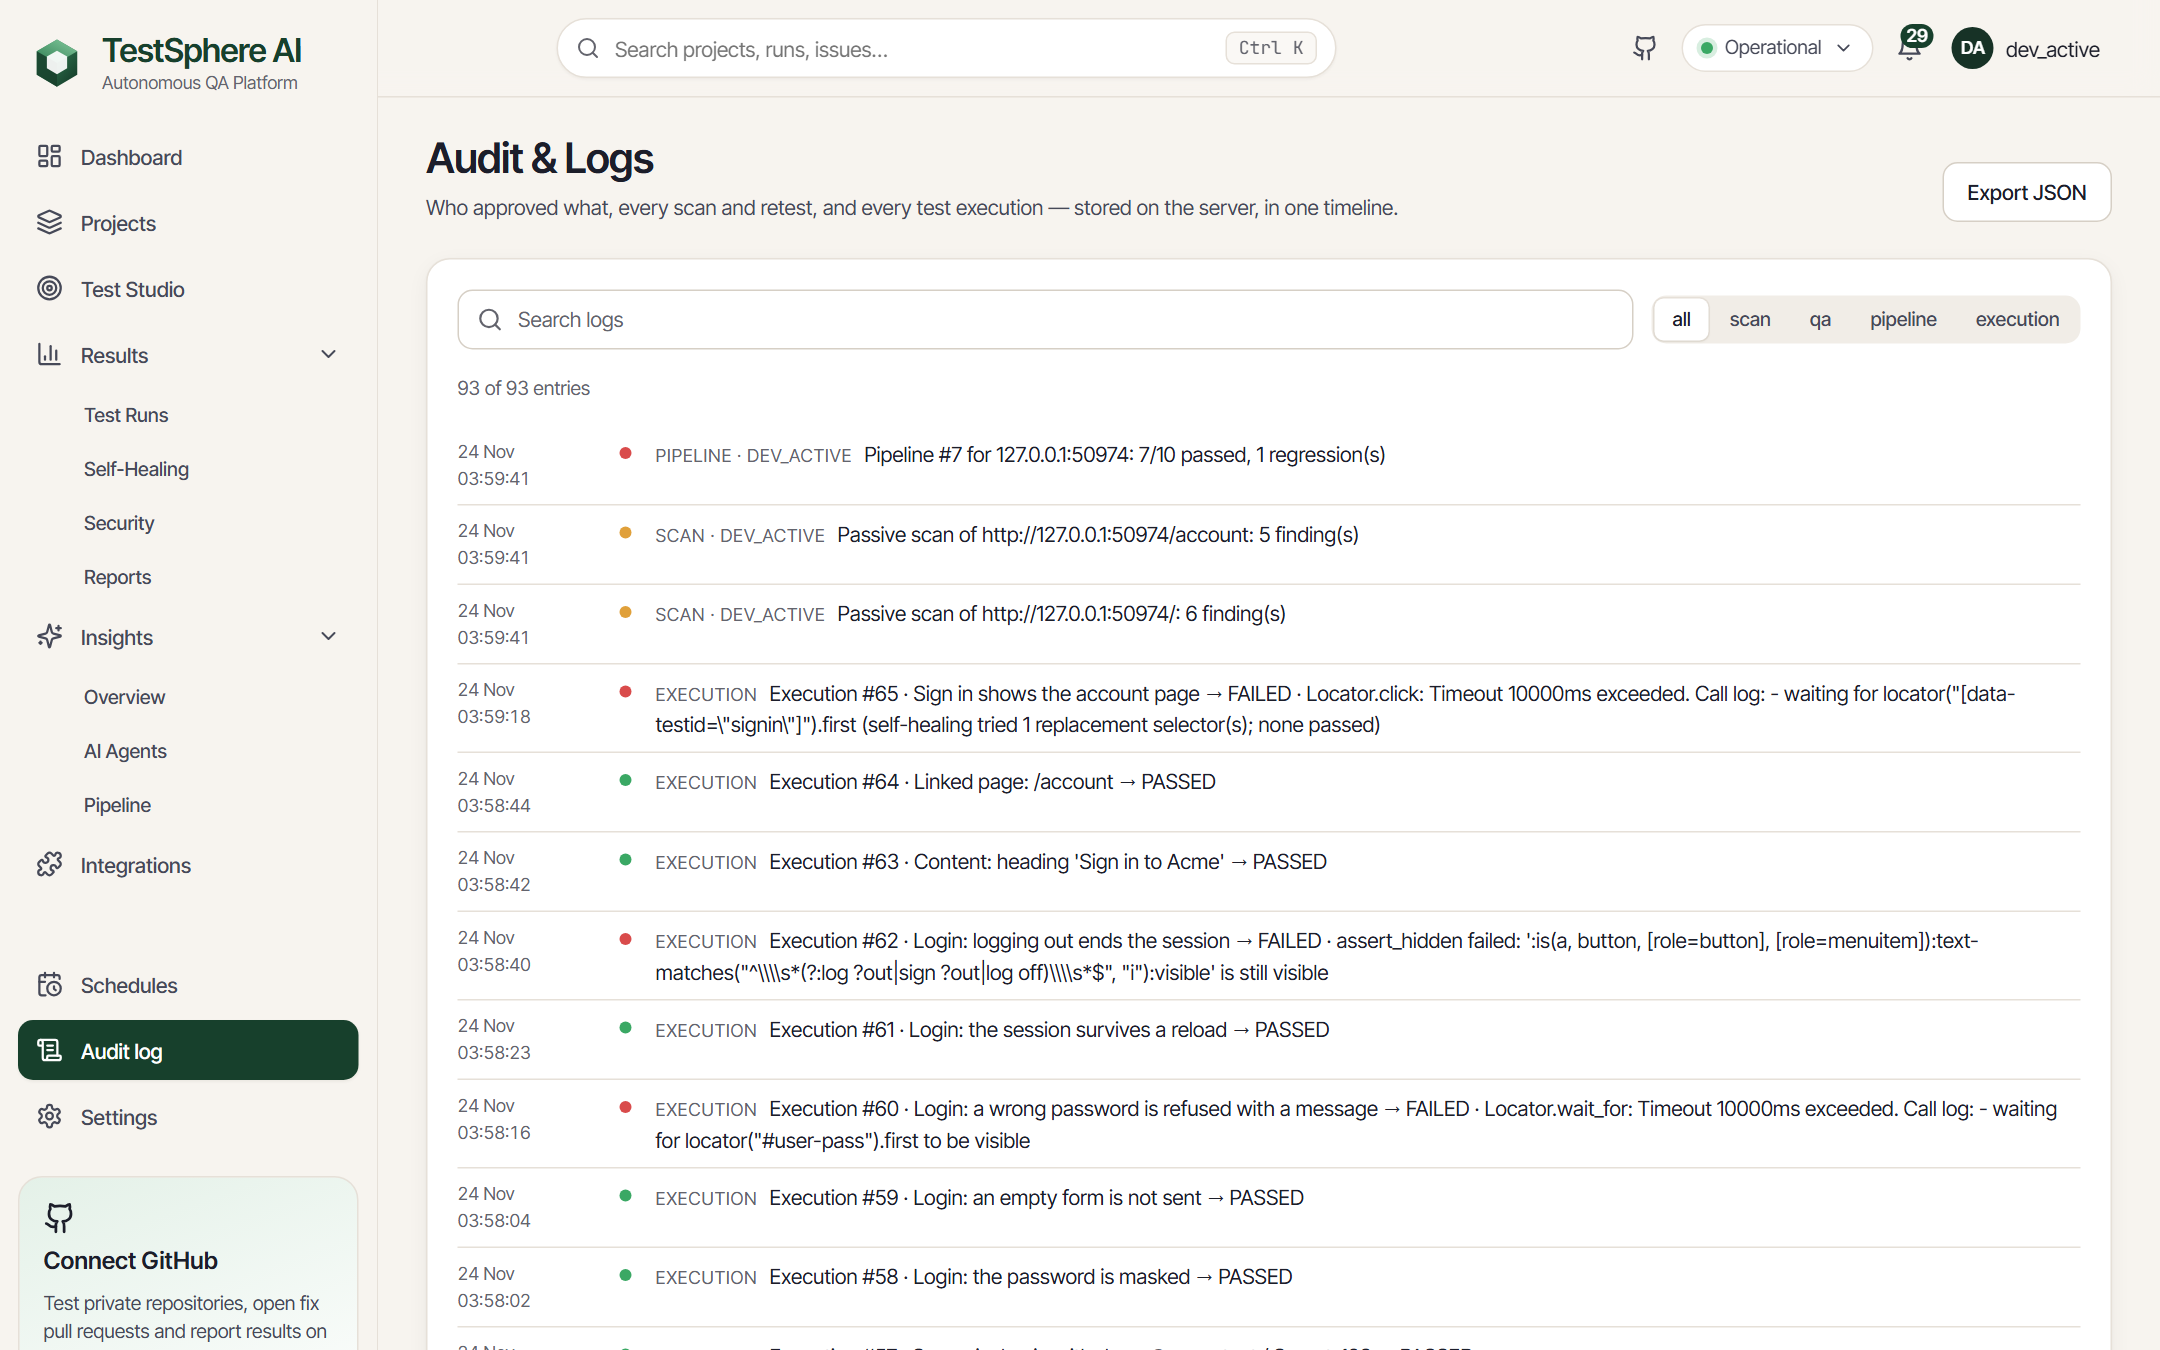 TestSphere AI
Autonomous QA Platform
Search projects, runs, issues...
Ctrl K
Operational
29
DA
dev_active
Dashboard
Projects
Test Studio
Results
Test Runs
Self-Healing
Security
Reports
Insights
Overview
AI Agents
Pipeline
Integrations
Schedules
Audit log
Settings
Connect GitHub
Test private repositories, open fix
pull requests and report results on
Audit & Logs
Who approved what, every scan and retest, and every test execution — stored on the server, in one timeline.
Export JSON
Search logs
all scan qa pipeline execution
93 of 93 entries
24 Nov
03:59:41
PIPELINE · DEV_ACTIVE Pipeline #7 for 127.0.0.1:50974: 7/10 passed, 1 regression(s)
24 Nov
03:59:41
SCAN · DEV_ACTIVE Passive scan of http://127.0.0.1:50974/account: 5 finding(s)
24 Nov
03:59:41
SCAN · DEV_ACTIVE Passive scan of http://127.0.0.1:50974/: 6 finding(s)
24 Nov
03:59:18
EXECUTION Execution #65 · Sign in shows the account page → FAILED · Locator.click: Timeout 10000ms exceeded. Call log: - waiting for locator("[data-
testid=\"signin\"]").first (self-healing tried 1 replacement selector(s); none passed)
24 Nov
03:58:44
EXECUTION Execution #64 · Linked page: /account → PASSED
24 Nov
03:58:42
EXECUTION Execution #63 · Content: heading 'Sign in to Acme' → PASSED
24 Nov
03:58:40
EXECUTION Execution #62 · Login: logging out ends the session → FAILED · assert_hidden failed: ':is(a, button, [role=button], [role=menuitem]):text-
matches("^\\\\s*(?:log ?out|sign ?out|log off)\\\\s*$", "i"):visible' is still visible
24 Nov
03:58:23
EXECUTION Execution #61 · Login: the session survives a reload → PASSED
24 Nov
03:58:16
EXECUTION Execution #60 · Login: a wrong password is refused with a message → FAILED · Locator.wait_for: Timeout 10000ms exceeded. Call log: - waiting
for locator("#user-pass").first to be visible
24 Nov
03:58:04
EXECUTION Execution #59 · Login: an empty form is not sent → PASSED
24 Nov
03:58:02
EXECUTION Execution #58 · Login: the password is masked → PASSED